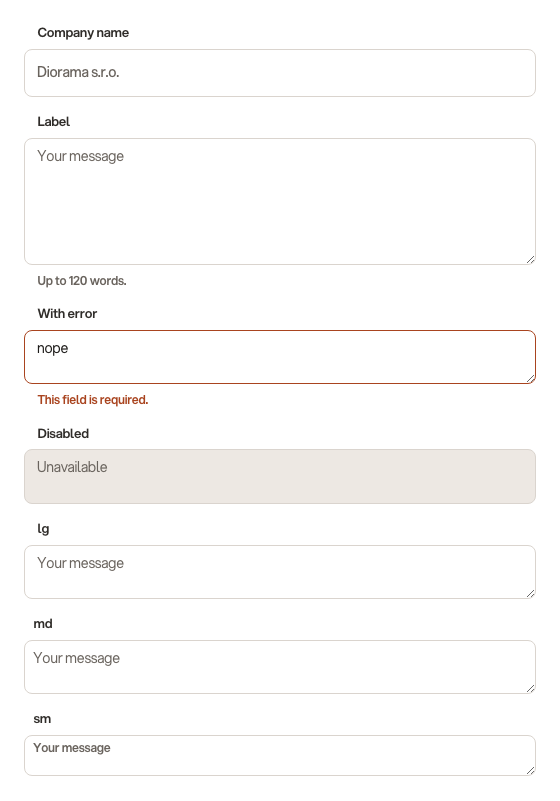 Company name
Diorama s.r.o.
Label
Your message
Up to 120 words.
With error
nope
This field is required.
Disabled
Unavailable
lg
Your message
md
Your message
sm
Your message